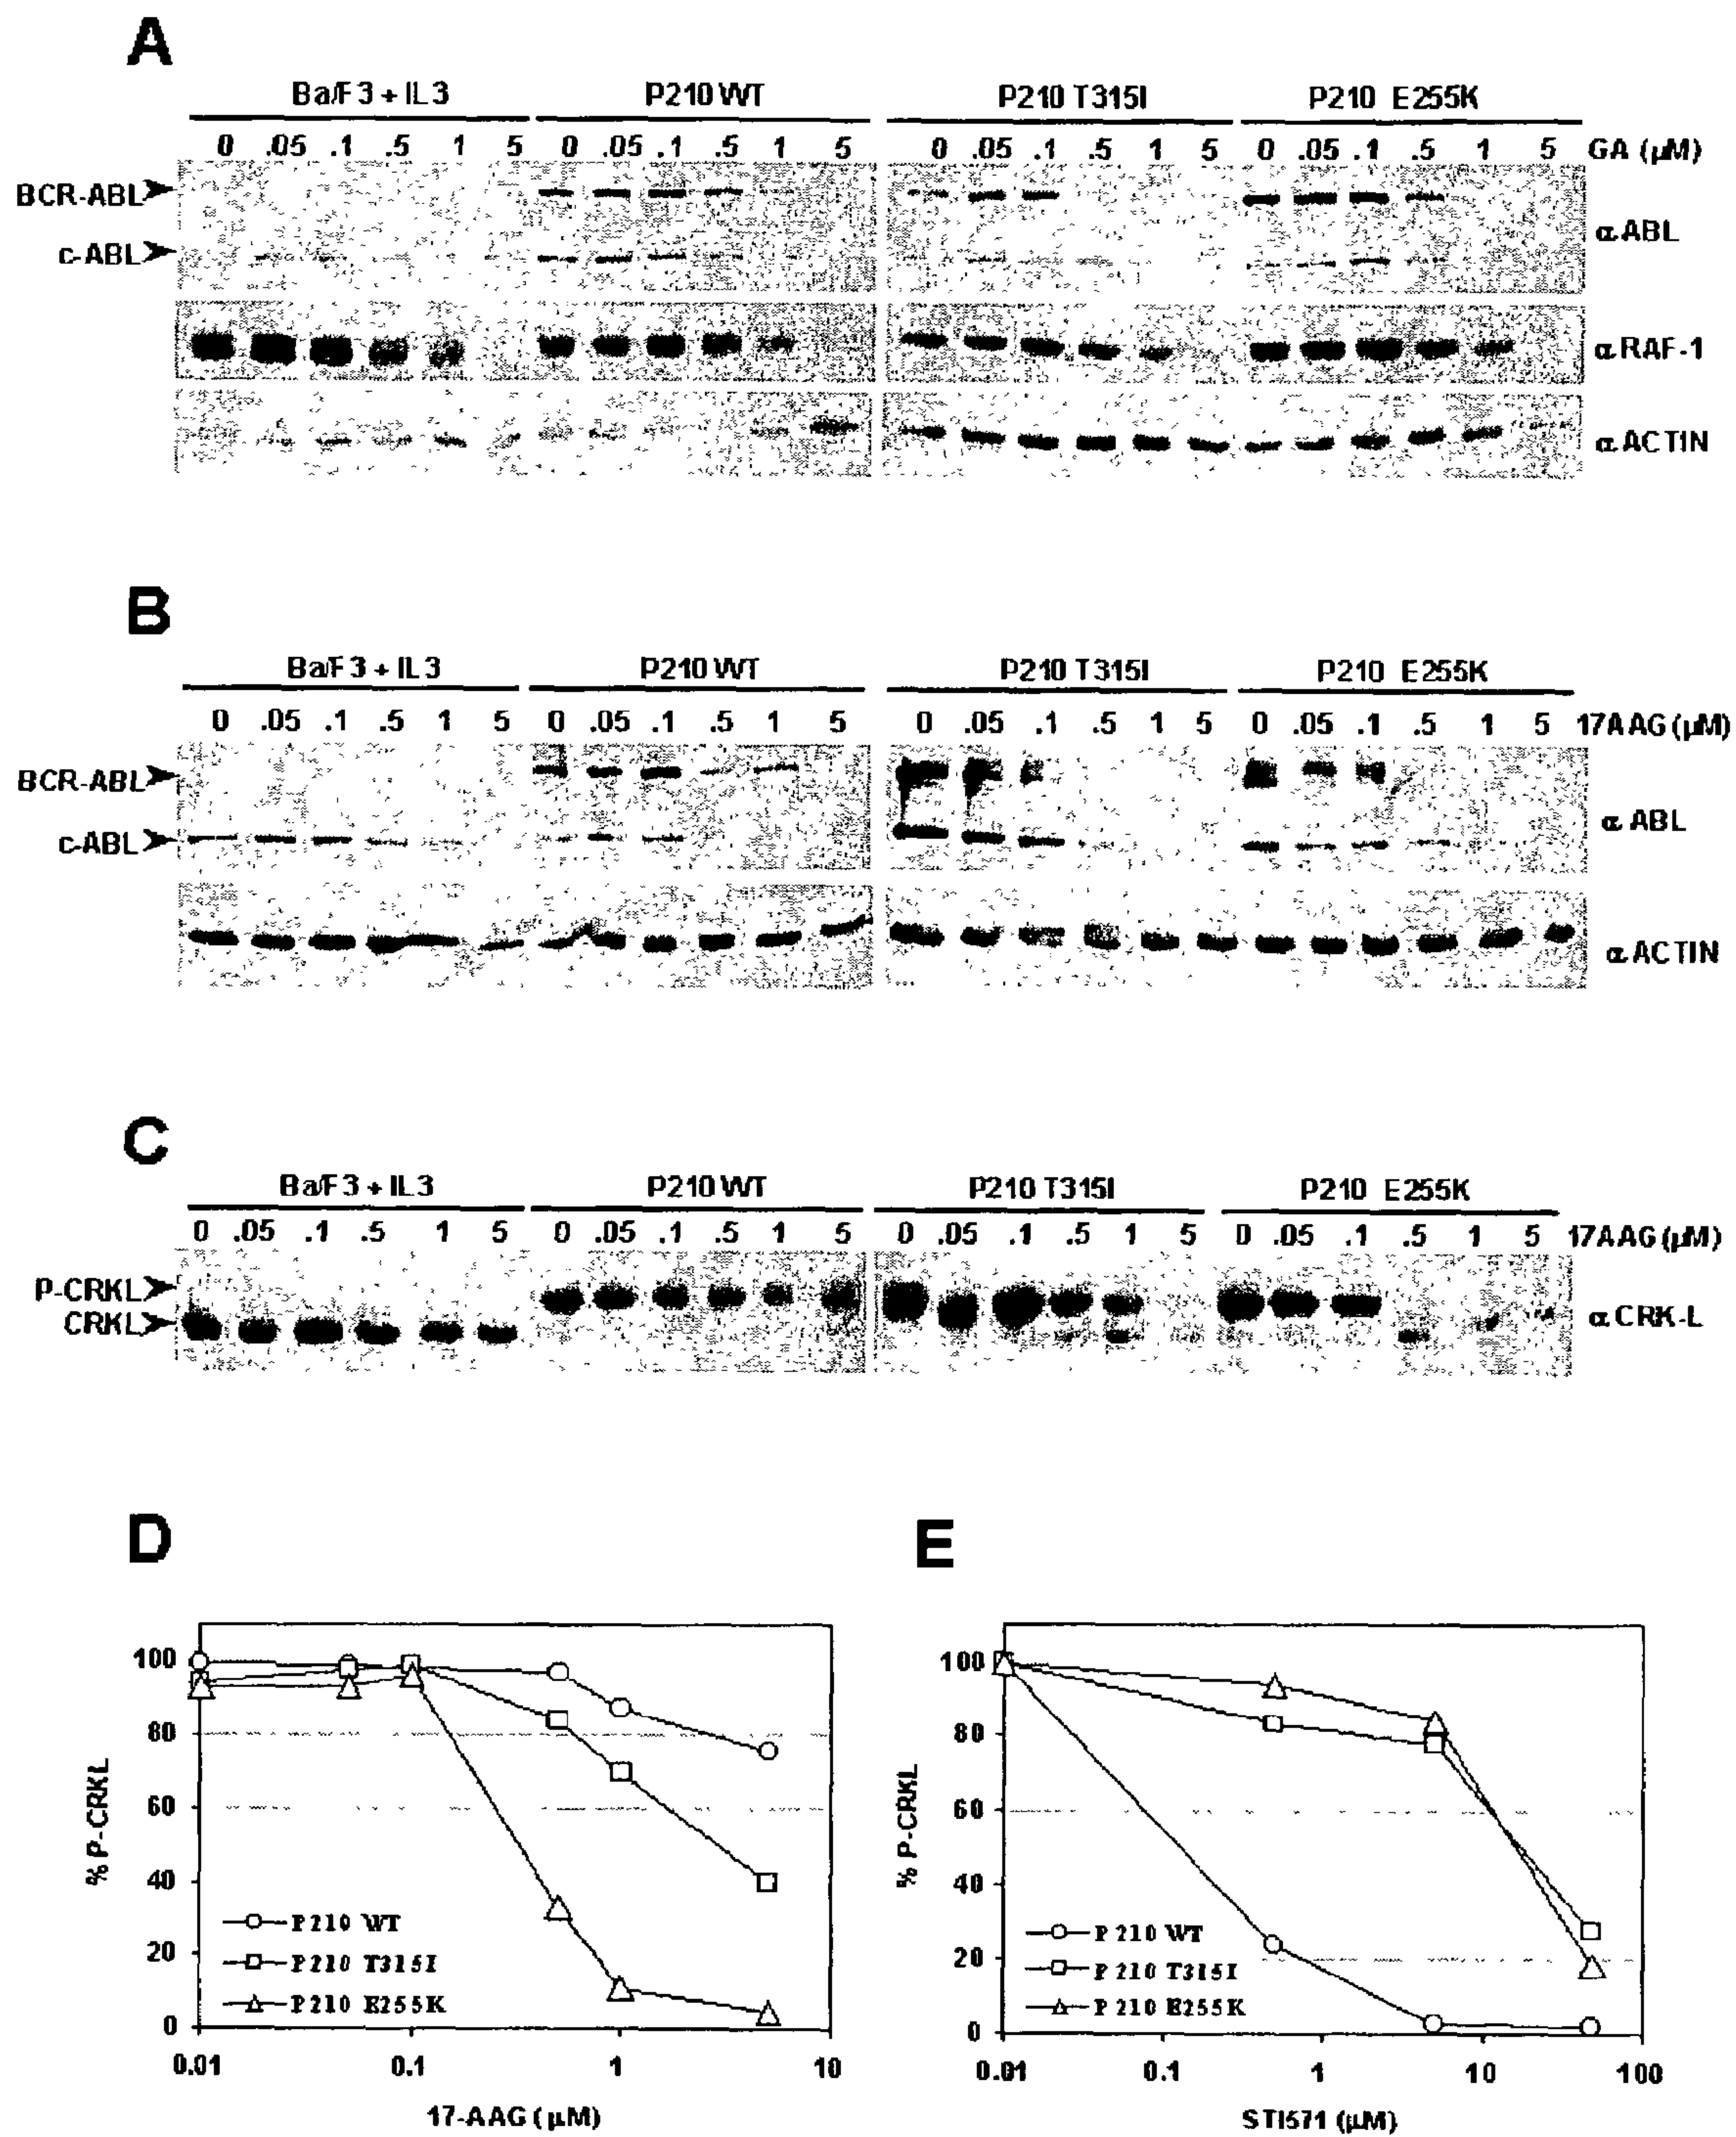 A
Ba/F3 + IL3 P210 WT P210 T315I P210 E255K
0 .05 .1 .5 1 5 0 .05 .1 .5 1 5 0 .05 .1 .5 1 5 0 .05 .1 .5 1 5 GA (µM)
BCR-ABL
c-ABL
α ABL
α RAF-1
α ACTIN
B
Ba/F3 + IL3 P210 WT P210 T315I P210 E255K
0 .05 .1 .5 1 5 0 .05 .1 .5 1 5 0 .05 .1 .5 1 5 0 .05 .1 .5 1 5 17AAG (µM)
BCR-ABL
c-ABL
α ABL
α ACTIN
C
Ba/F3 + IL3 P210 WT P210 T315I P210 E255K
0 .05 .1 .5 1 5 0 .05 .1 .5 1 5 0 .05 .1 .5 1 5 0 .05 .1 .5 1 5 17AAG (µM)
P-CRKL
CRKL
α CRK-L
D
100
80
60
40
20
0
% P-CRKL
P210 WT
P210 T315I
P210 E255K
0.01 0.1 1 10
17-AAG (µM)
E
100
80
60
40
20
0
% P-CRKL
P210 WT
P210 T315I
P210 E255K
0.01 0.1 1 10 100
STI571 (µM)